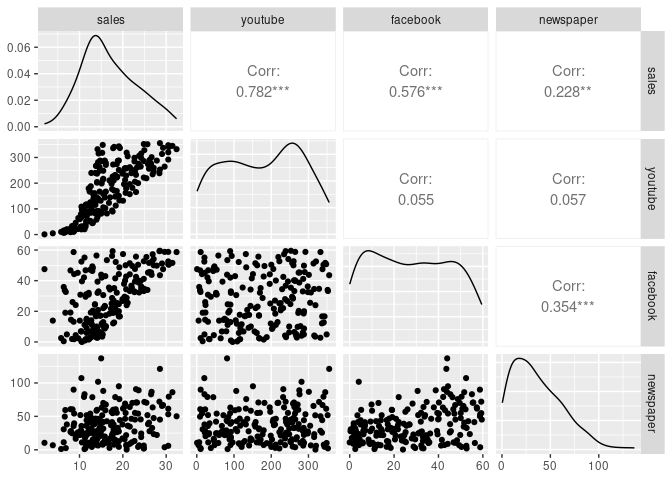 sales youtube facebook newspaper
0.06
0.04
0.02
0.00
Corr:
0.782***
Corr:
0.576***
Corr:
0.228**
sales
300
200
100
0
Corr:
0.055
Corr:
0.057
youtube
60
40
20
0
Corr:
0.354***
facebook
100
50
0
newspaper
10 20 30 0 100 200 300 0 20 40 60 0 50 100